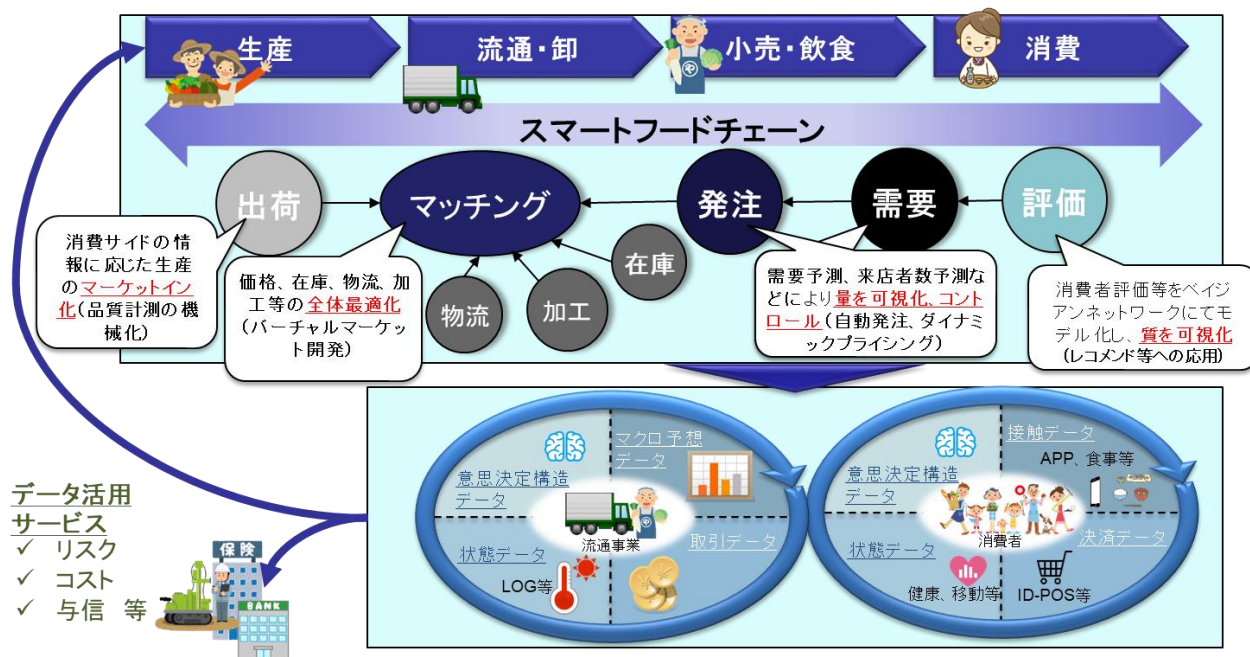 生産
流通・卸
小売・飲食
消費
スマートフードチェーン
出荷
マッチング
発注
需要
評価
物流
加工
在庫
消費サイドの情
報に応じた生産
のマーケットイン
化(品質計測の機
械化)
価格、在庫、物流、加
工等の全体最適化
(バーチャルマーケッ
ト開発)
需要予測、来店者数予測な
どにより量を可視化、コント
ロール(自動発注、ダイナミ
ックプライシング)
消費者評価等をベイジ
アンネットワークにてモ
デル化し、質を可視化
(レコメンド等への応用)
意思決定構造
データ
マクロ予想
データ
流通事業
状態データ
LOG等
取引データ
意思決定構造
データ
接触データ
APP、食事等
消費者
状態データ
健康、移動等
決済データ
ID-POS等
データ活用
サービス
✓ リスク
✓ コスト
✓ 与信 等
保険
BANK